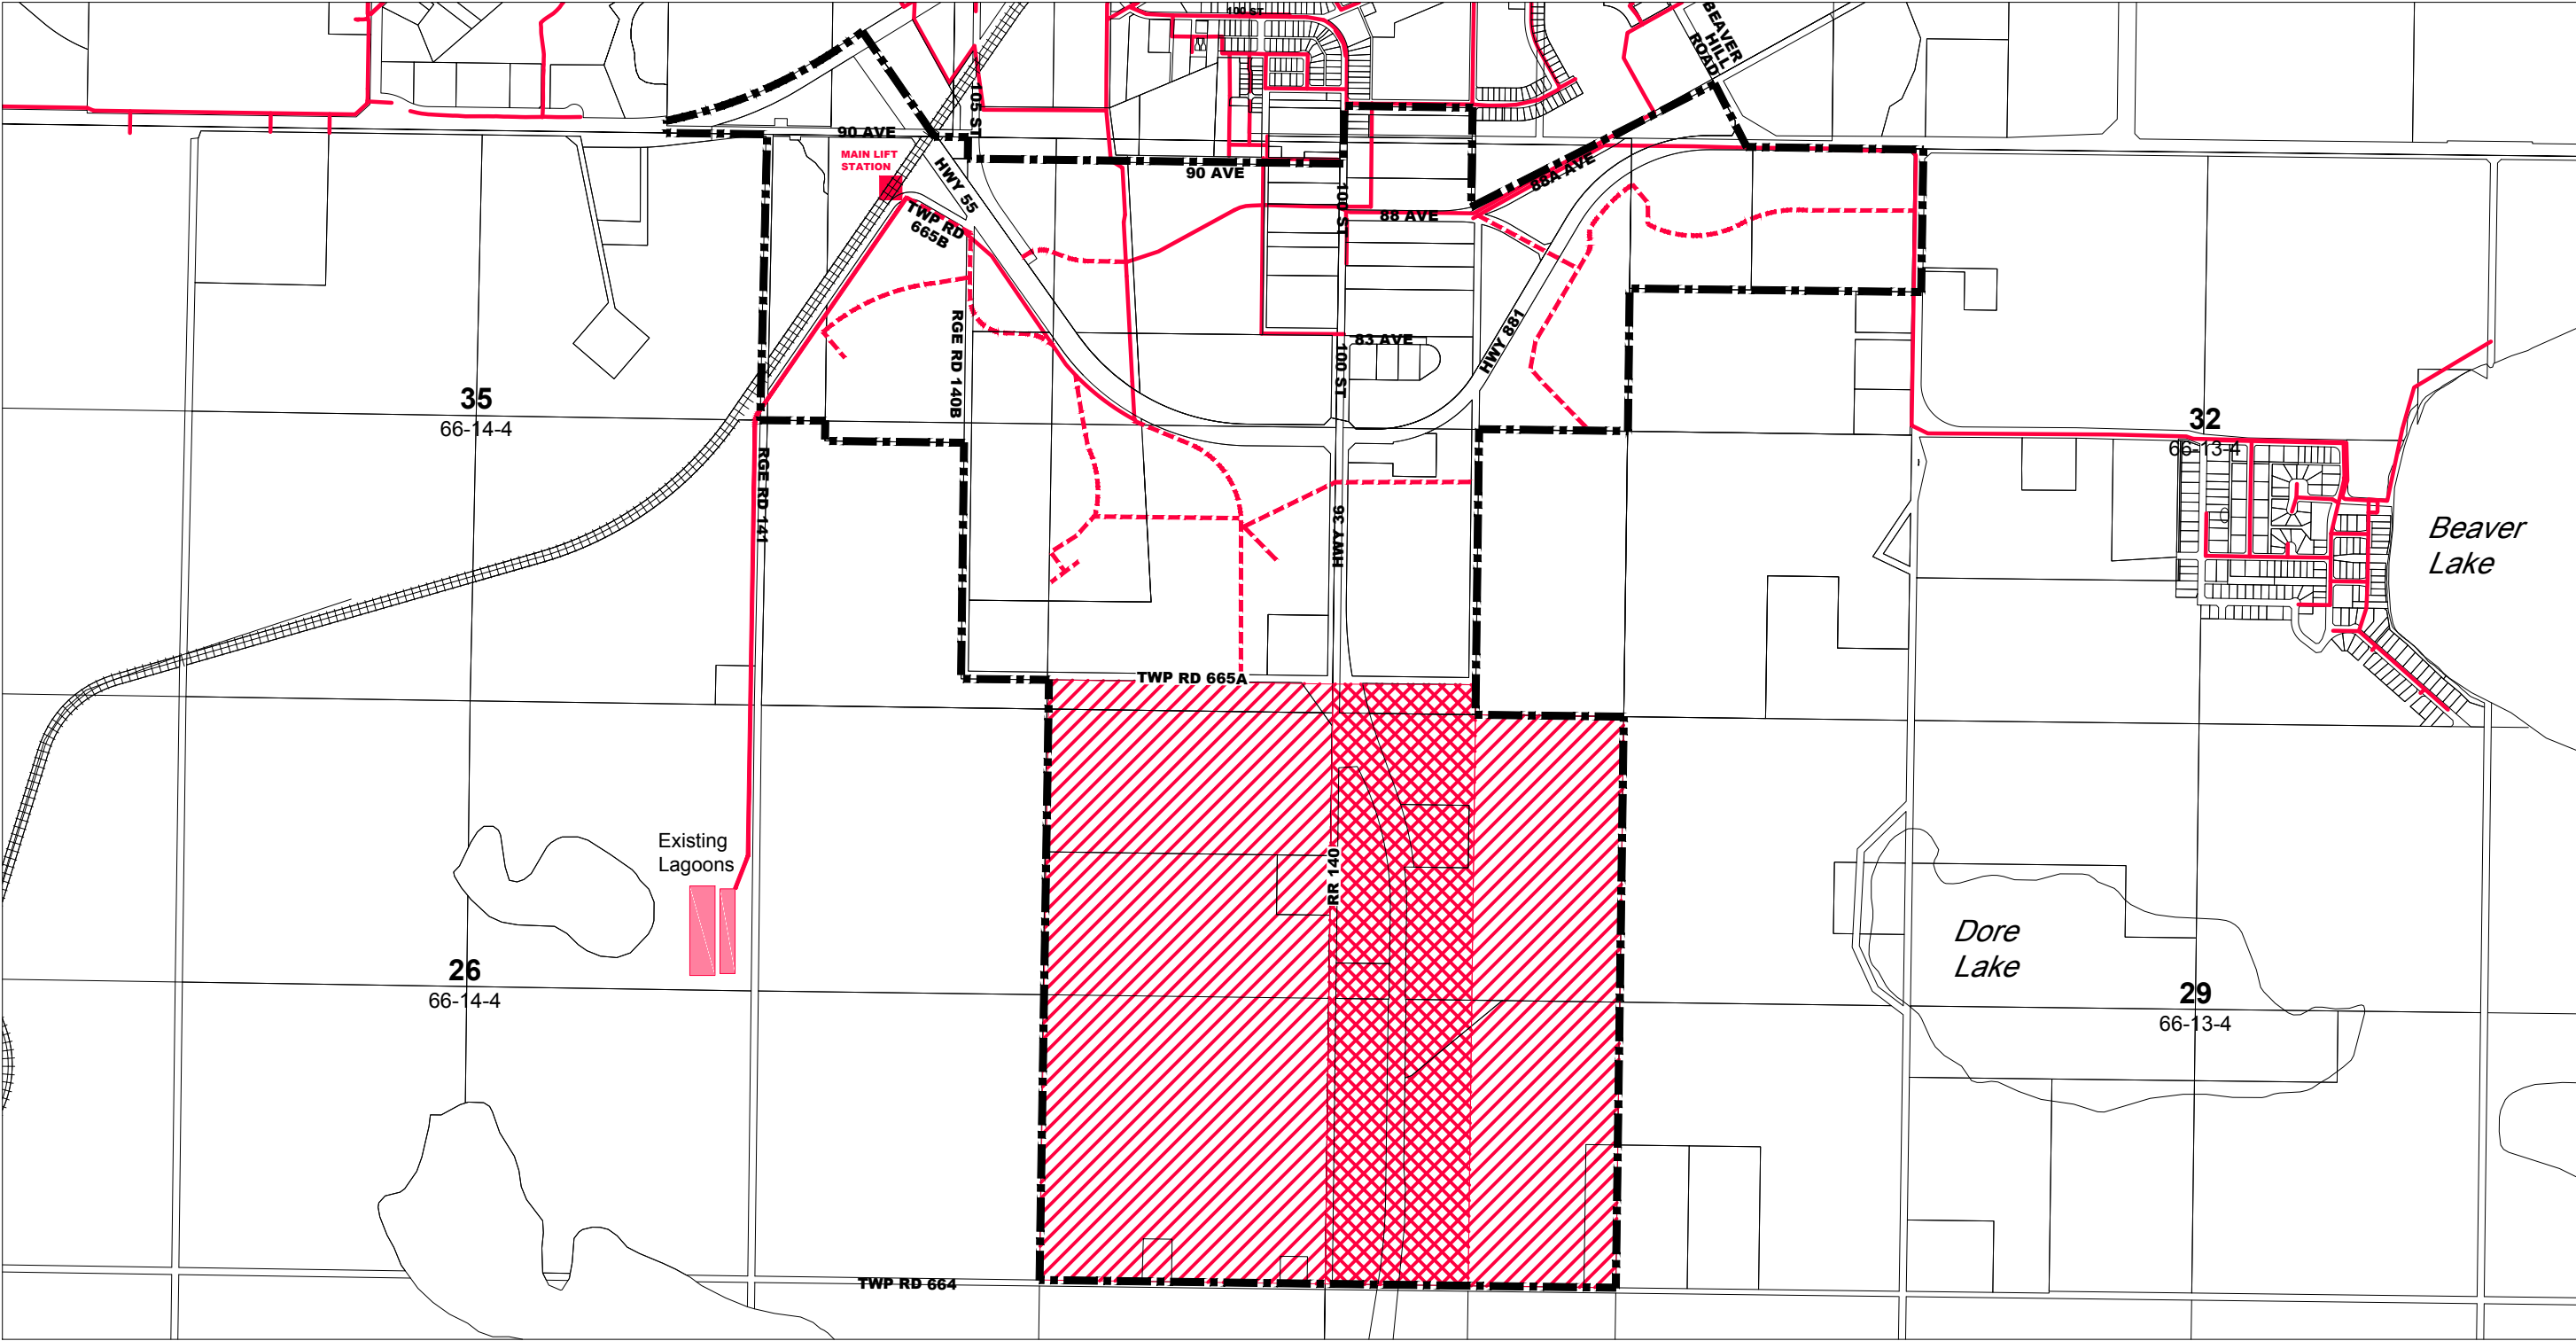 100 ST
BEAVER
HILL
ROAD
105 ST
90 AVE
MAIN LIFT
STATION
HWY 55
90 AVE
88A AVE
TWP RD
665B
100 ST
88 AVE
RGE RD 140B
83 AVE
HWY 881
100 ST
35
66-14-4
32
66-13-4
RGE RD 141
HWY 36
Beaver
Lake
TWP RD 665A
Existing
Lagoons
RR 140
Dore
Lake
26
66-14-4
29
66-13-4
TWP RD 664